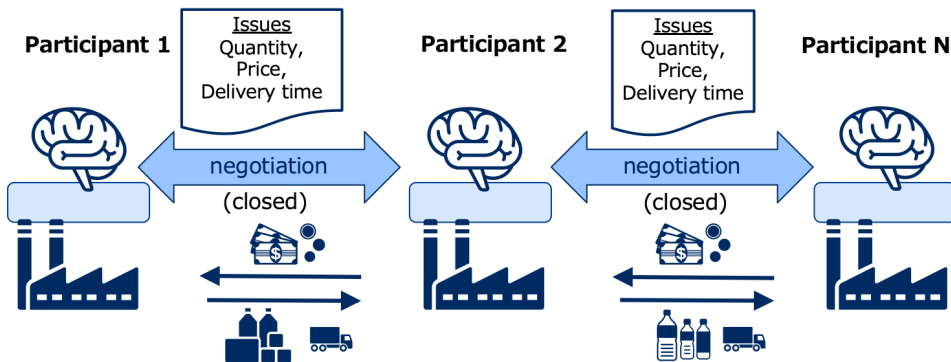 Participant 1
Issues
Quantity,
Price,
Delivery time
Participant 2
Issues
Quantity,
Price,
Delivery time
Participant N
negotiation
(closed)
negotiation
(closed)
$
$